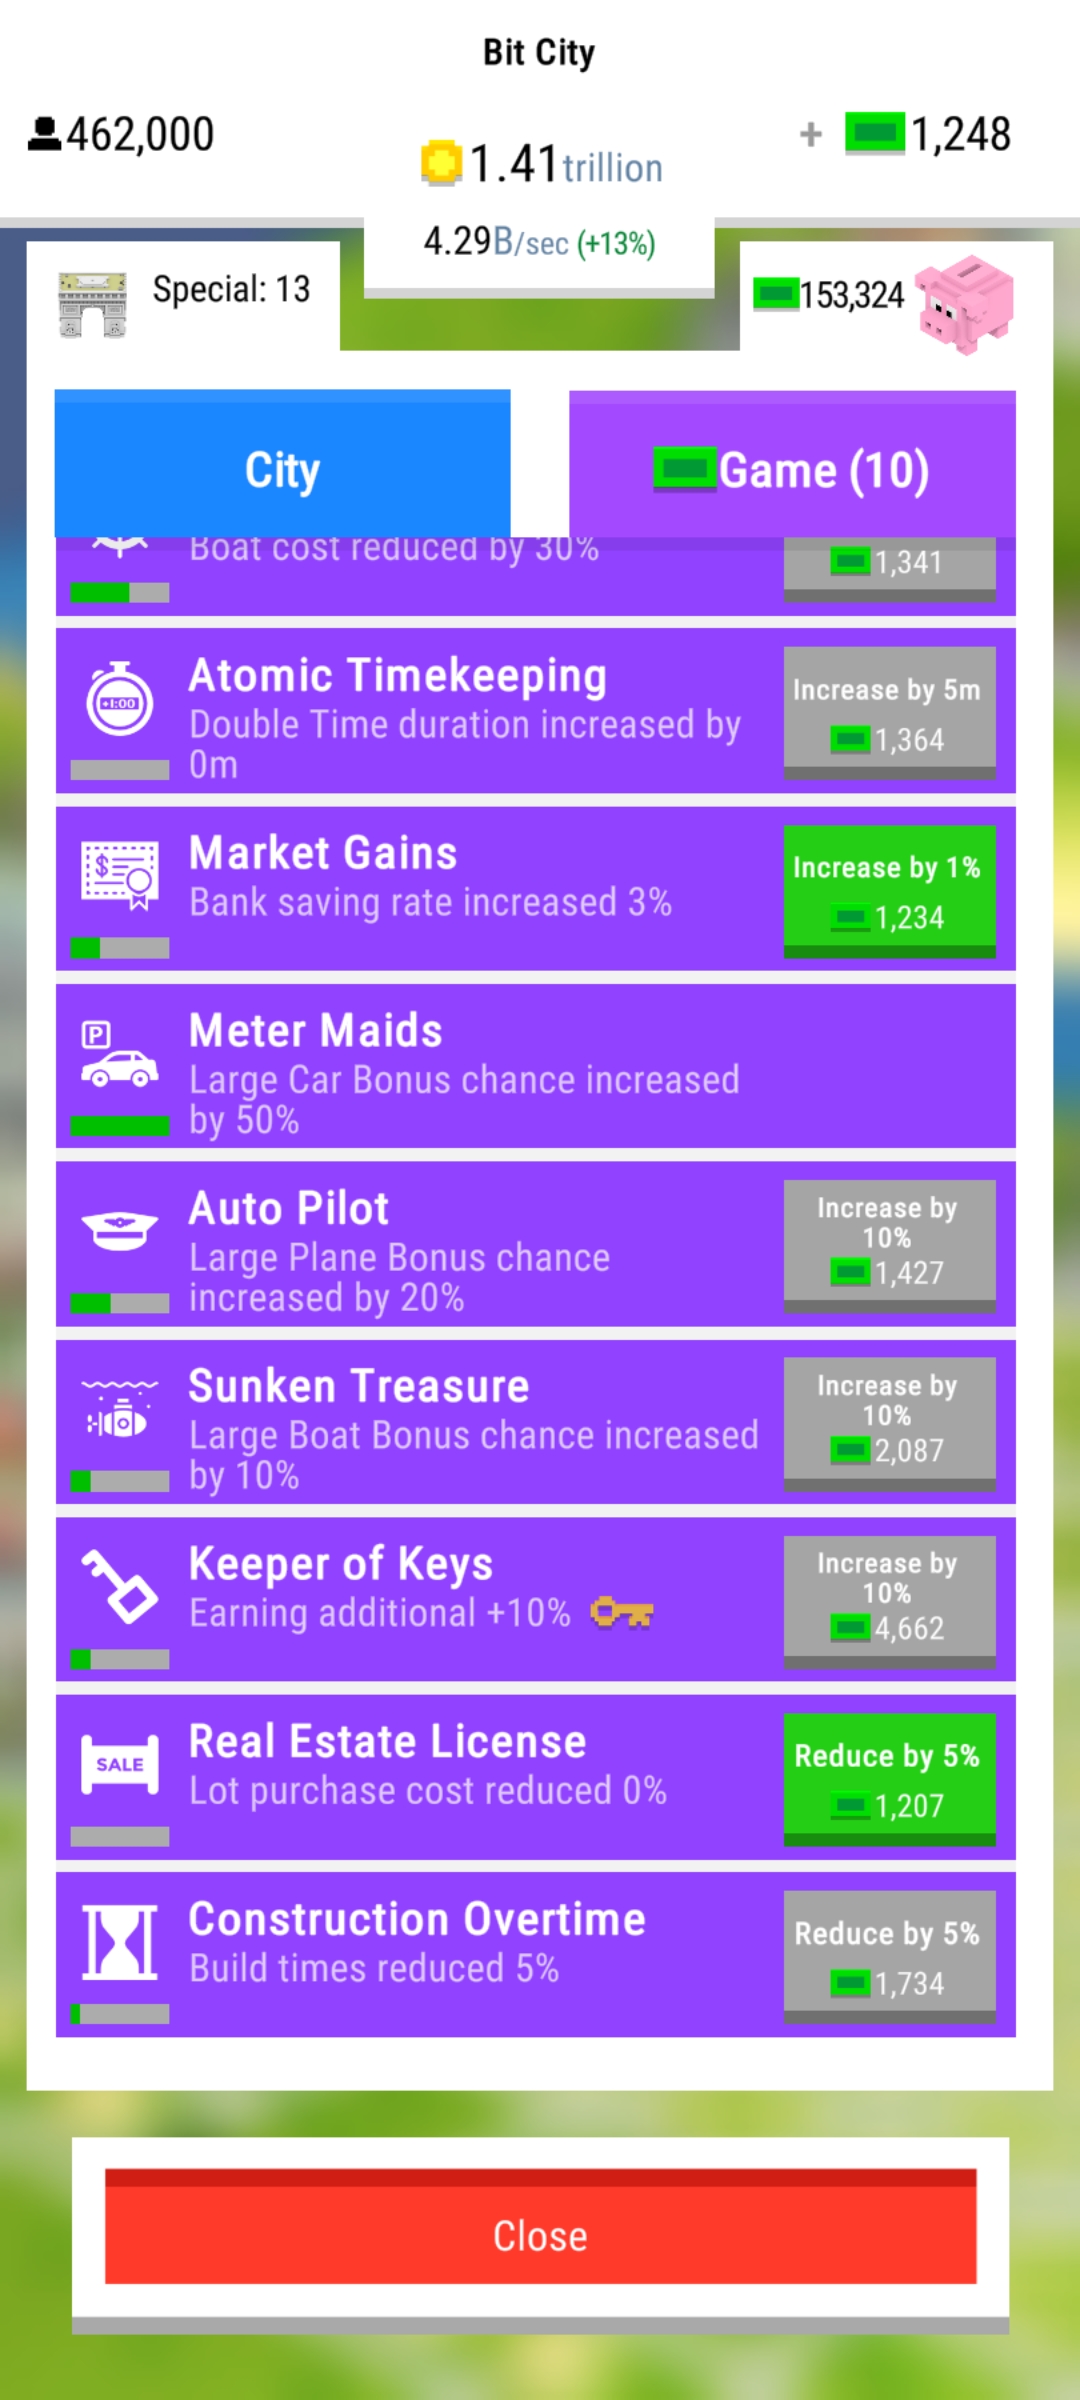 Bit City
462,000
1.41 trillion
+ 1,248
4.29B/sec (+13%)
Special: 13
153,324
City
Game (10)
Boat cost reduced by 30%
1,341
Atomic Timekeeping
Double Time duration increased by
0m
Increase by 5m
1,364
Market Gains
Bank saving rate increased 3%
Increase by 1%
1,234
P
Meter Maids
Large Car Bonus chance increased
by 50%
Auto Pilot
Large Plane Bonus chance
increased by 20%
Increase by
10%
1,427
Sunken Treasure
Large Boat Bonus chance increased
by 10%
Increase by
10%
2,087
Keeper of Keys
Earning additional +10%
Increase by
10%
4,662
SALE
Real Estate License
Lot purchase cost reduced 0%
Reduce by 5%
1,207
Construction Overtime
Build times reduced 5%
Reduce by 5%
1,734
Close